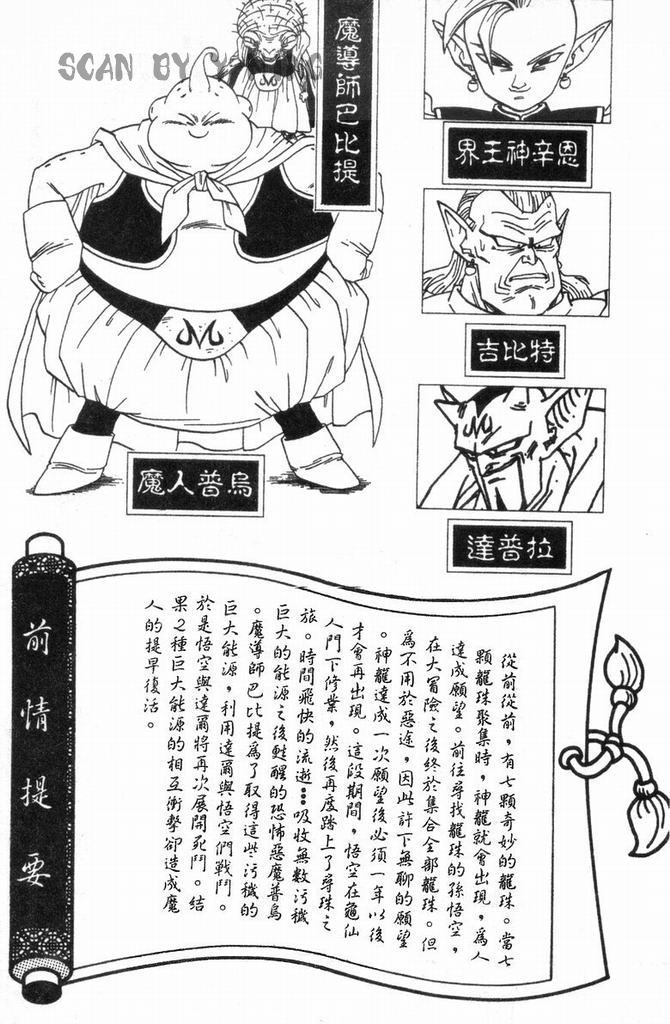 SCAN BY
魔導師巴比提
界王神辛恩
吉比特
達普拉
魔人普烏
前情提要
從前從前，有七顆奇妙的龍珠。當七
顆龍珠聚集時，神龍就會出現，為人
達成願望。前往尋找龍珠的孫悟空，
在大冒險之後終於集合全部龍珠。但
為不用於惡途，因此許下無聊的願望
。神龍達成一次願望後必須一年以後
才會再出現。這段期間，悟空在龜仙
人門下修業，然後再度踏上了尋珠之
旅。時間飛快的流逝…吸收無數污穢
巨大的能源之後甦醒的恐怖惡魔普烏
。魔導師巴比提為了取得這些污穢的
巨大能源，利用達爾與悟空們戰鬥。
於是悟空與達爾將再次展開死鬥。結
果２種巨大能源的相互衝擊卻造成魔
人的提早復活。